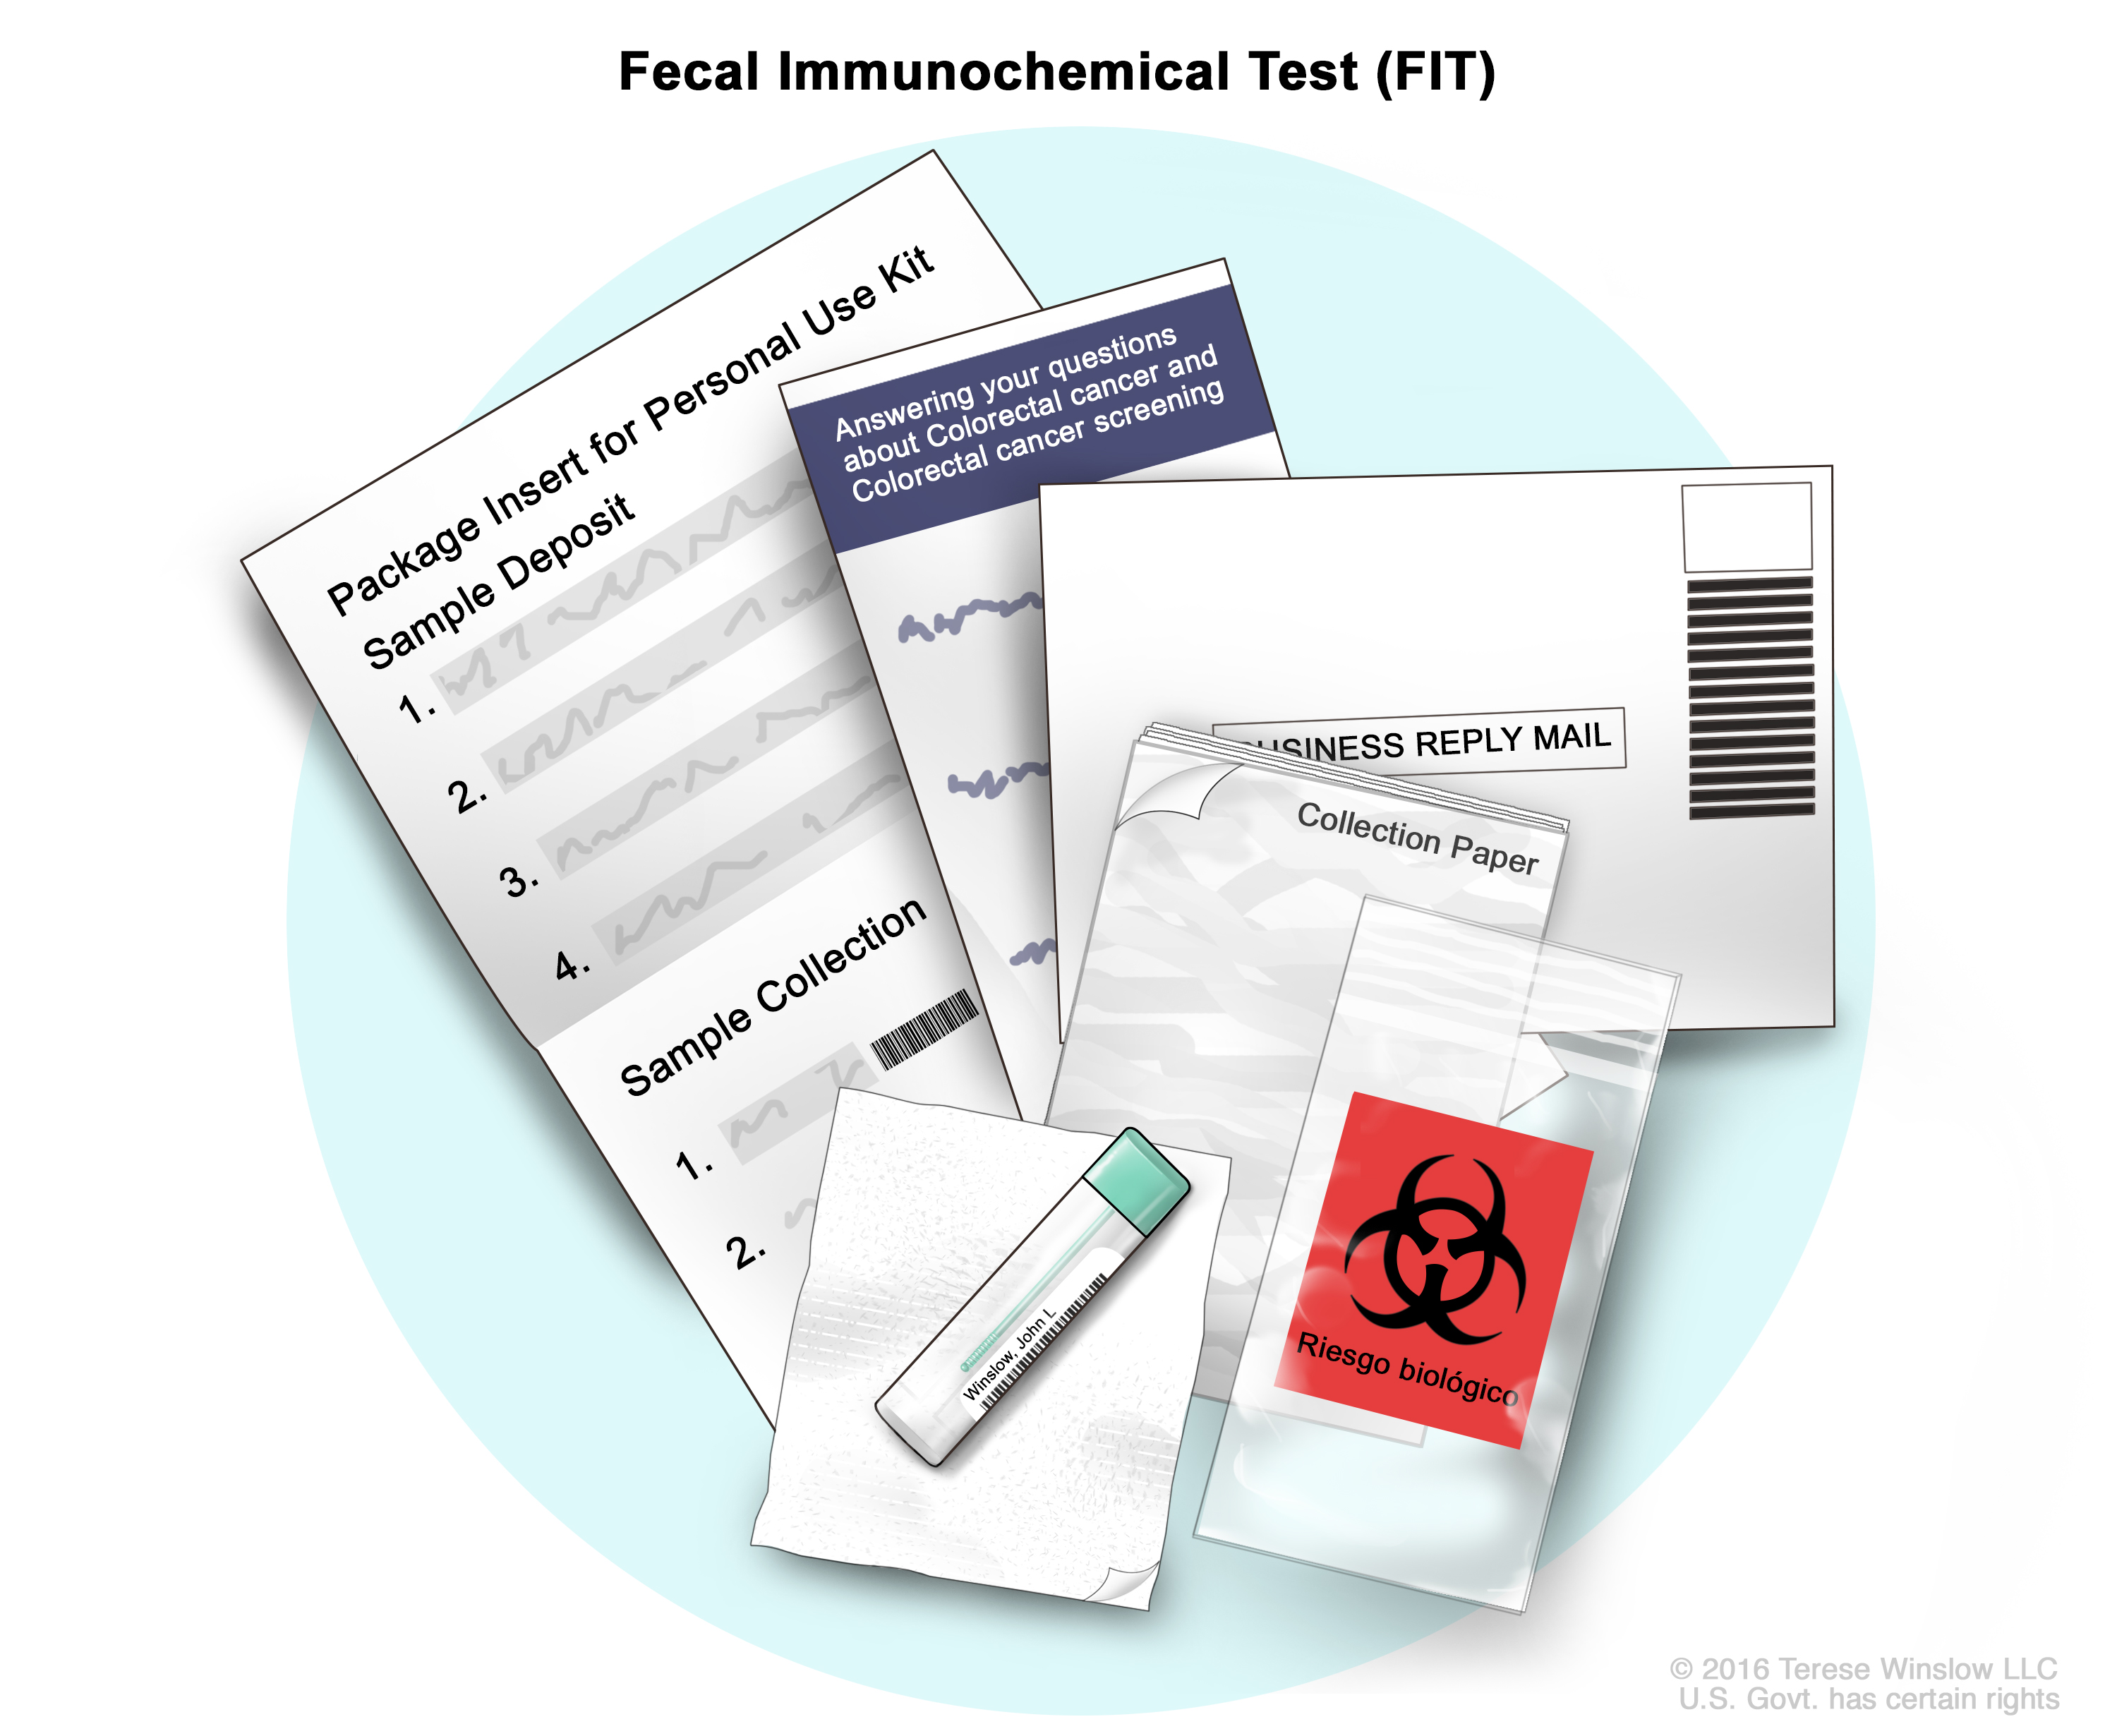 Fecal Immunochemical Test (FIT)
Package Insert for Personal Use Kit
Sample Deposit
1.
2.
3.
4.
Sample Collection
1.
2.
Answering your questions
about Colorectal cancer and
Colorectal cancer screening
BUSINESS REPLY MAIL
Collection Paper
Winslow, John L
Riesgo biológico
© 2016 Terese Winslow LLC
U.S. Govt. has certain rights